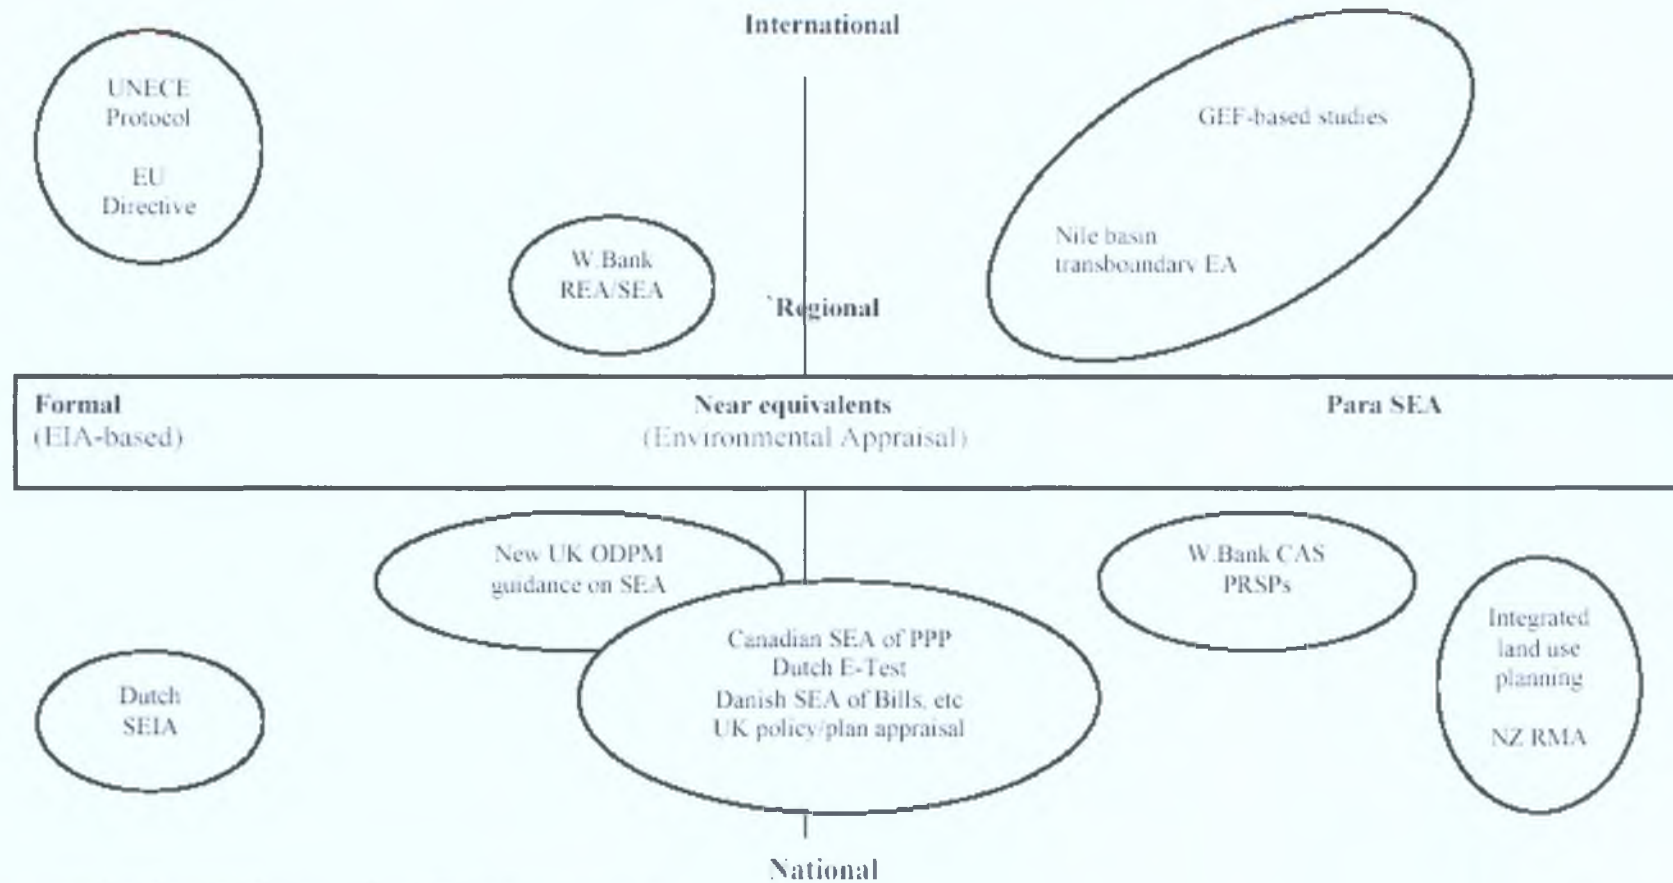 International
UNECE
Protocol
EU
Directive
GEF-based studies
Nile basin
transboundary EA
W.Bank
REA/SEA
`Regional
Formal
(EIA-based)
Near equivalents
(Environmental Appraisal)
Para SEA
New UK ODPM
guidance on SEA
W.Bank CAS
PRSPs
Integrated
land use
planning
NZ RMA
Canadian SEA of PPP
Dutch E-Test
Danish SEA of Bills, etc
UK policy/plan appraisal
Dutch
SEIA
National